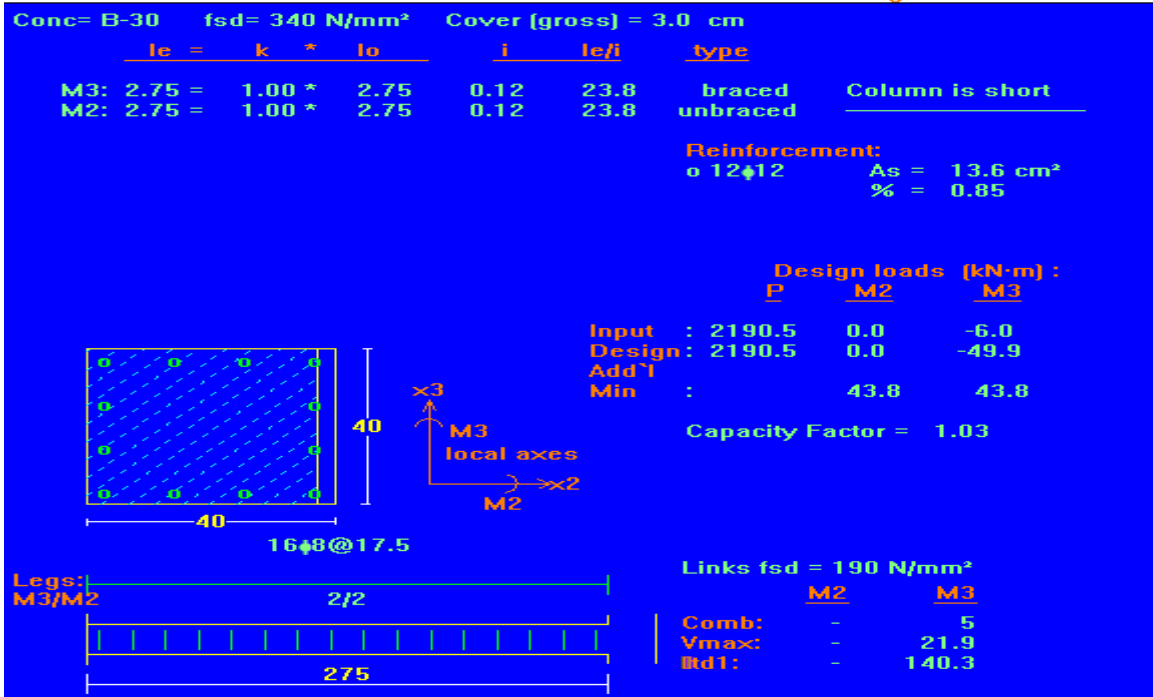 Conc= B-30 fsd= 340 N/mm² Cover (gross) = 3.0 cm
le = k * lo i le/i type
M3: 2.75 = 1.00 * 2.75 0.12 23.8 braced Column is short
M2: 2.75 = 1.00 * 2.75 0.12 23.8 unbraced
Reinforcement:
o 12ϕ12 As = 13.6 cm²
% = 0.85
Design loads (kN·m) :
P M2 M3
Input : 2190.5 0.0 -6.0
Design: 2190.5 0.0 -49.9
Add`l
Min : 43.8 43.8
Capacity Factor = 1.03
x3
40
M3
local axes
x2
M2
40
16ϕ8@17.5
Links fsd = 190 N/mm²
Legs:
M3/M2 2/2
M2 M3
Comb: - 5
Vmax: - 21.9
td1: - 140.3
275